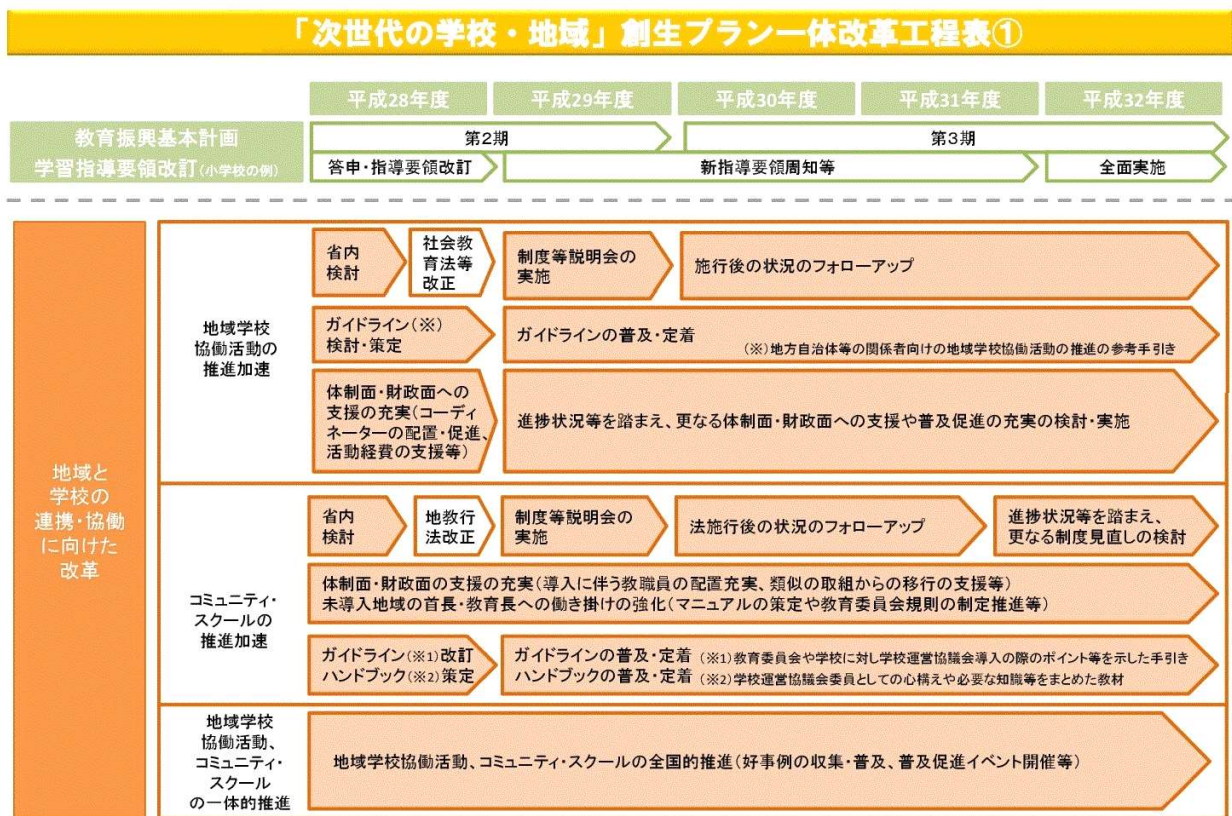 「次世代の学校・地域」創生プラン一体改革工程表①
平成28年度
平成29年度
平成30年度
平成31年度
平成32年度
教育振興基本計画
第2期
第3期
学習指導要領改訂(小学校の例)
答申・指導要領改訂
新指導要領周知等
全面実施
地域と
学校の
連携・協働
に向けた
改革
地域学校
協働活動の
推進加速
省内
検討
社会教
育法等
改正
制度等説明会の
実施
施行後の状況のフォローアップ
ガイドライン(※)
検討・策定
ガイドラインの普及・定着
(※)地方自治体等の関係者向けの地域学校協働活動の推進の参考手引き
体制面・財政面への
支援の充実(コーディ
ネーターの配置・促進、
活動経費の支援等)
進捗状況等を踏まえ、更なる体制面・財政面への支援や普及促進の充実の検討・実施
コミュニティ・
スクールの
推進加速
省内
検討
地教行
法改正
制度等説明会の
実施
法施行後の状況のフォローアップ
進捗状況等を踏まえ、
更なる制度見直しの検討
体制面・財政面の支援の充実(導入に伴う教職員の配置充実、類似の取組からの移行の支援等)
未導入地域の首長・教育長への働き掛けの強化(マニュアルの策定や教育委員会規則の制定推進等)
ガイドライン(※1)改訂
ハンドブック(※2)策定
ガイドラインの普及・定着 (※1)教育委員会や学校に対し学校運営協議会導入の際のポイント等を示した手引き
ハンドブックの普及・定着 (※2)学校運営協議会委員としての心構えや必要な知識等をまとめた教材
地域学校
協働活動、
コミュニティ・
スクール
の一体的推進
地域学校協働活動、コミュニティ・スクールの全国的推進(好事例の収集・普及、普及促進イベント開催等)